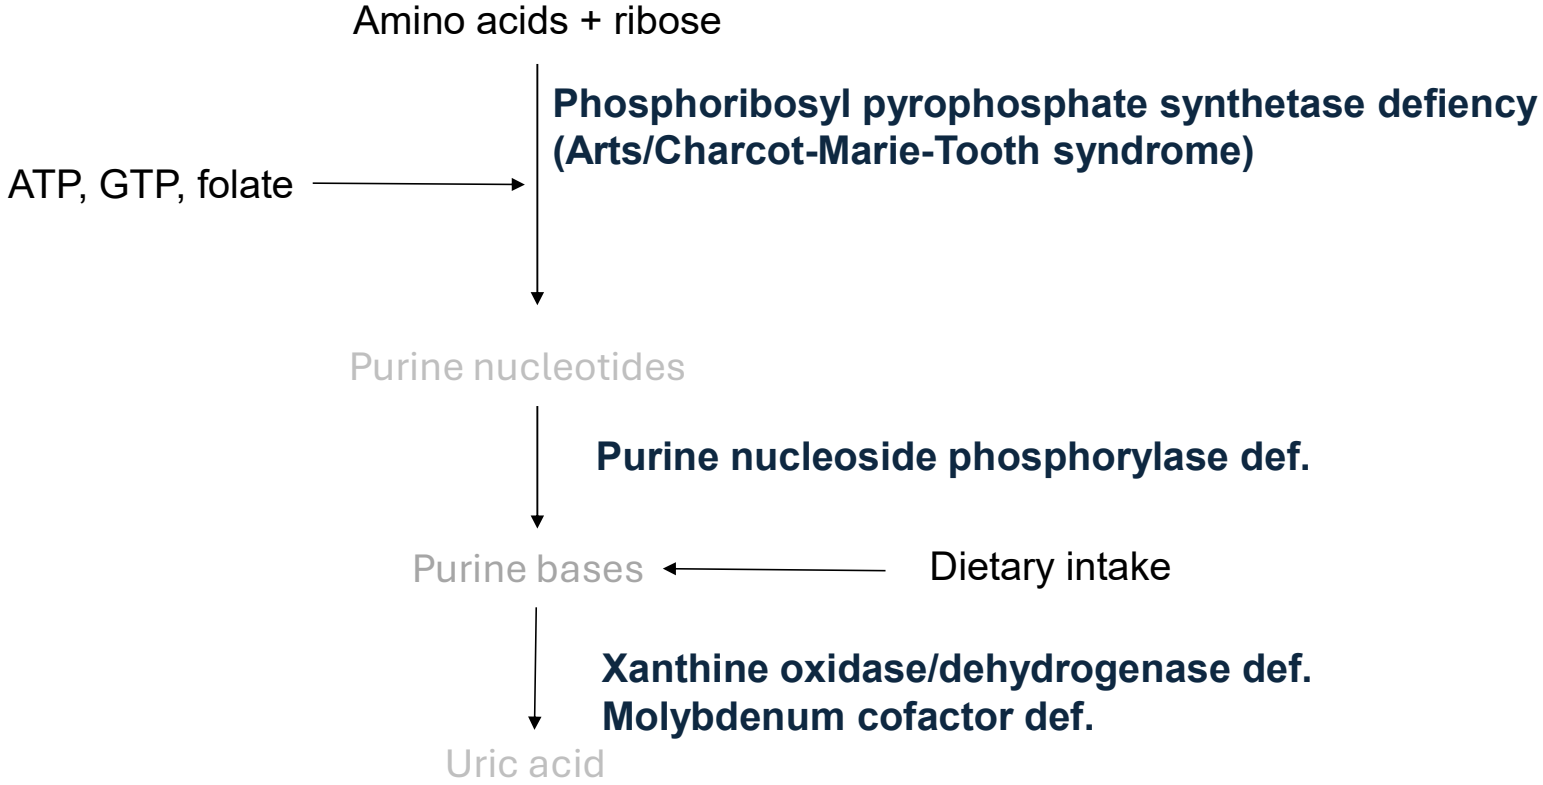 Amino acids + ribose
Phosphoribosyl pyrophosphate synthetase defiency
(Arts/Charcot-Marie-Tooth syndrome)
ATP, GTP, folate
Purine nucleotides
Purine nucleoside phosphorylase def.
Purine bases
Dietary intake
Xanthine oxidase/dehydrogenase def.
Molybdenum cofactor def.
Uric acid